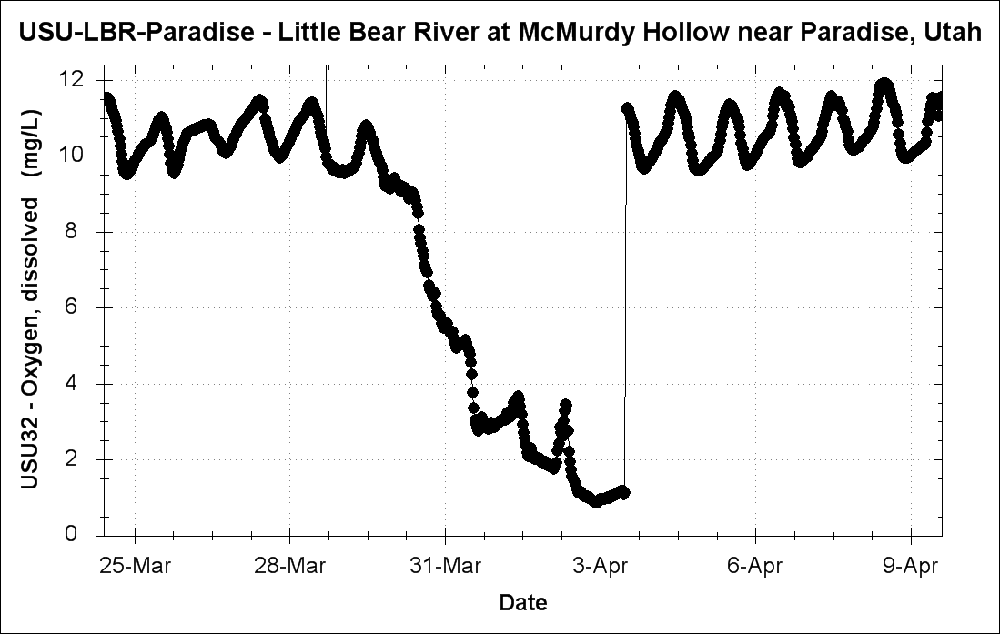 USU-LBR-Paradise - Little Bear River at McMurdy Hollow near Paradise, Utah
USU32 - Oxygen, dissolved (mg/L)
12
10
8
6
4
2
0
25-Mar 28-Mar 31-Mar 3-Apr 6-Apr 9-Apr
Date